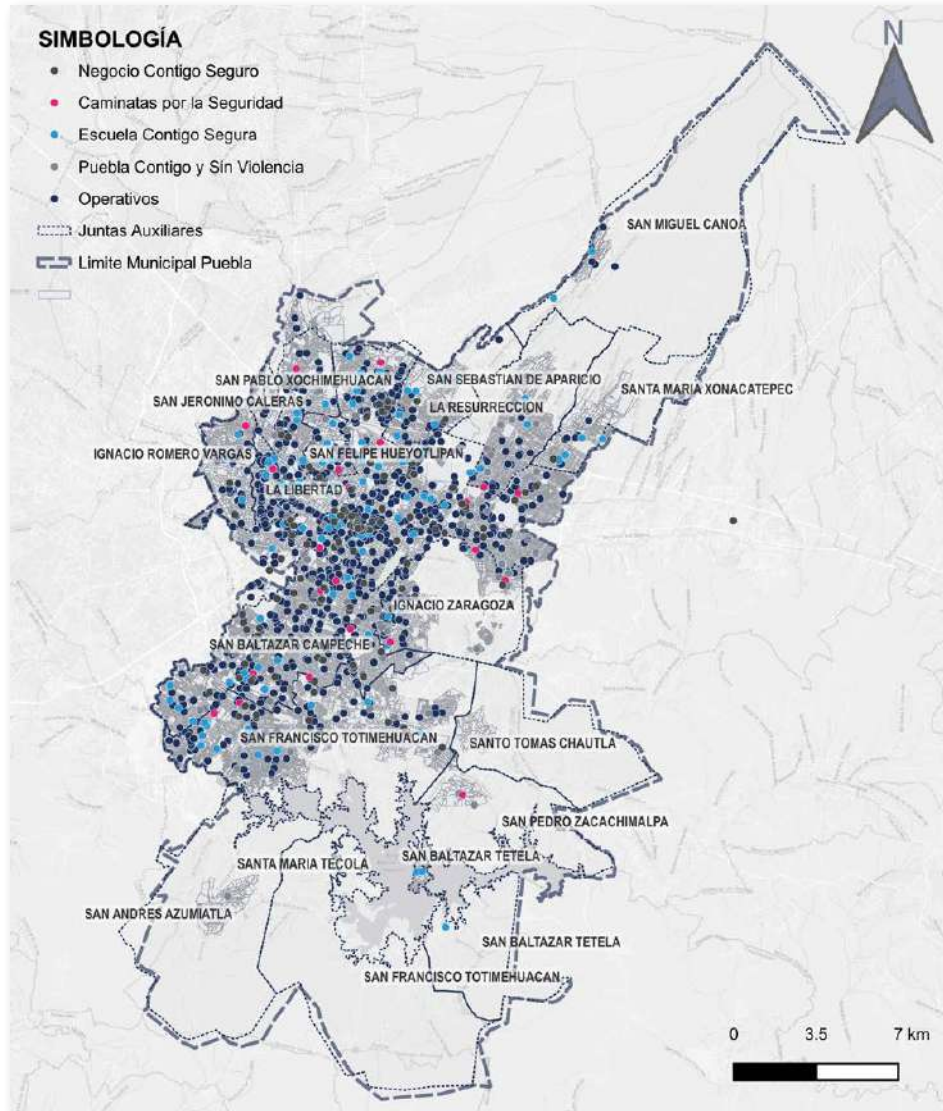 SIMBOLOGÍA
Negocio Contigo Seguro
Caminatas por la Seguridad
Escuela Contigo Segura
Puebla Contigo y Sin Violencia
Operativos
Juntas Auxiliares
Limite Municipal Puebla
N
SAN MIGUEL CANOA
SAN PABLO XOCHIMEHUACAN
SAN SEBASTIAN DE APARICIO
SANTA MARIA XONACATEPEC
SAN JERONIMO CALERAS
LA RESURRECCION
IGNACIO ROMERO VARGAS
SAN FELIPE HUEYOTLIPAN
LA LIBERTAD
IGNACIO ZARAGOZA
SAN BALTAZAR CAMPECHE
SAN FRANCISCO TOTIMEHUACAN
SANTO TOMAS CHAUTLA
SAN PEDRO ZACACHIMALPA
SANTA MARIA TECOLA
SAN BALTAZAR TETELA
SAN ANDRES AZUMIATLA
SAN BALTAZAR TETELA
SAN FRANCISCO TOTIMEHUACAN
0 3.5 7 km